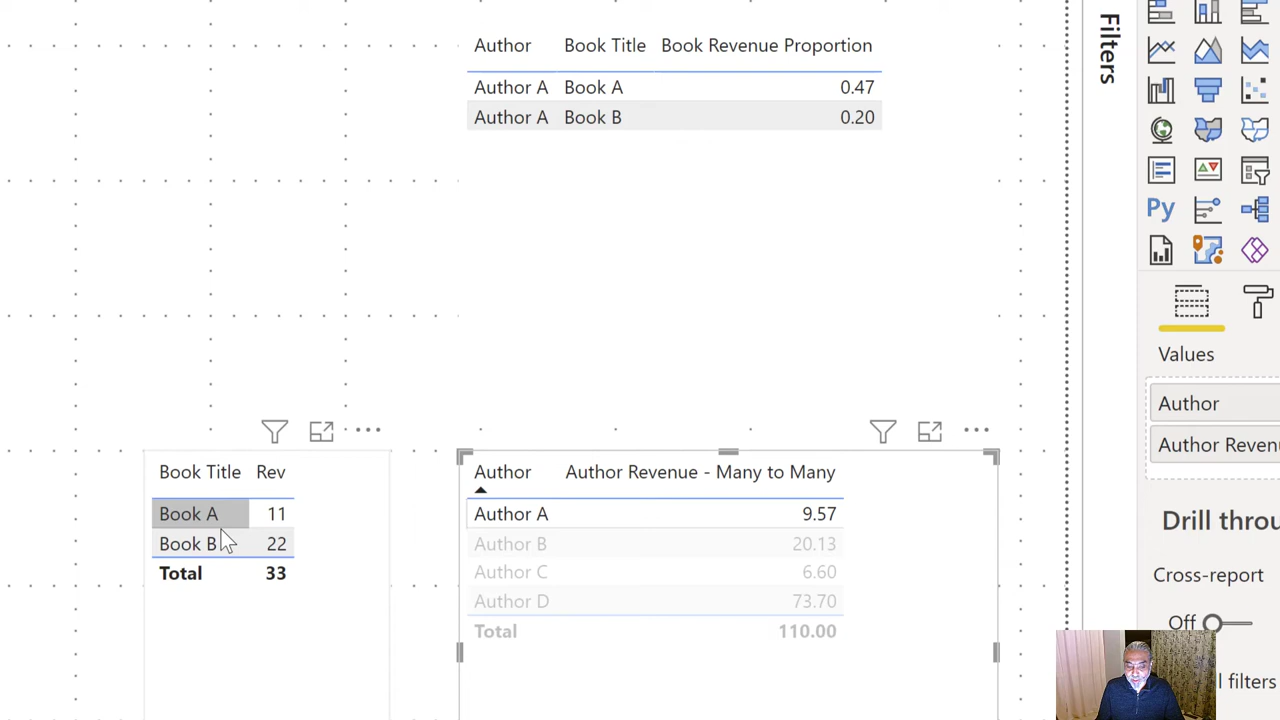 Author Book Title Book Revenue Proportion
Author A Book A 0.47
Author A Book B 0.20
Book Title Rev
Book A 11
Book B 22
Total 33
Author Author Revenue - Many to Many
Author A 9.57
Author B 20.13
Author C 6.60
Author D 73.70
Total 110.00
Filters
Py
Values
Author
Author Revenu
Drill throu
Cross-report
Off
l filters